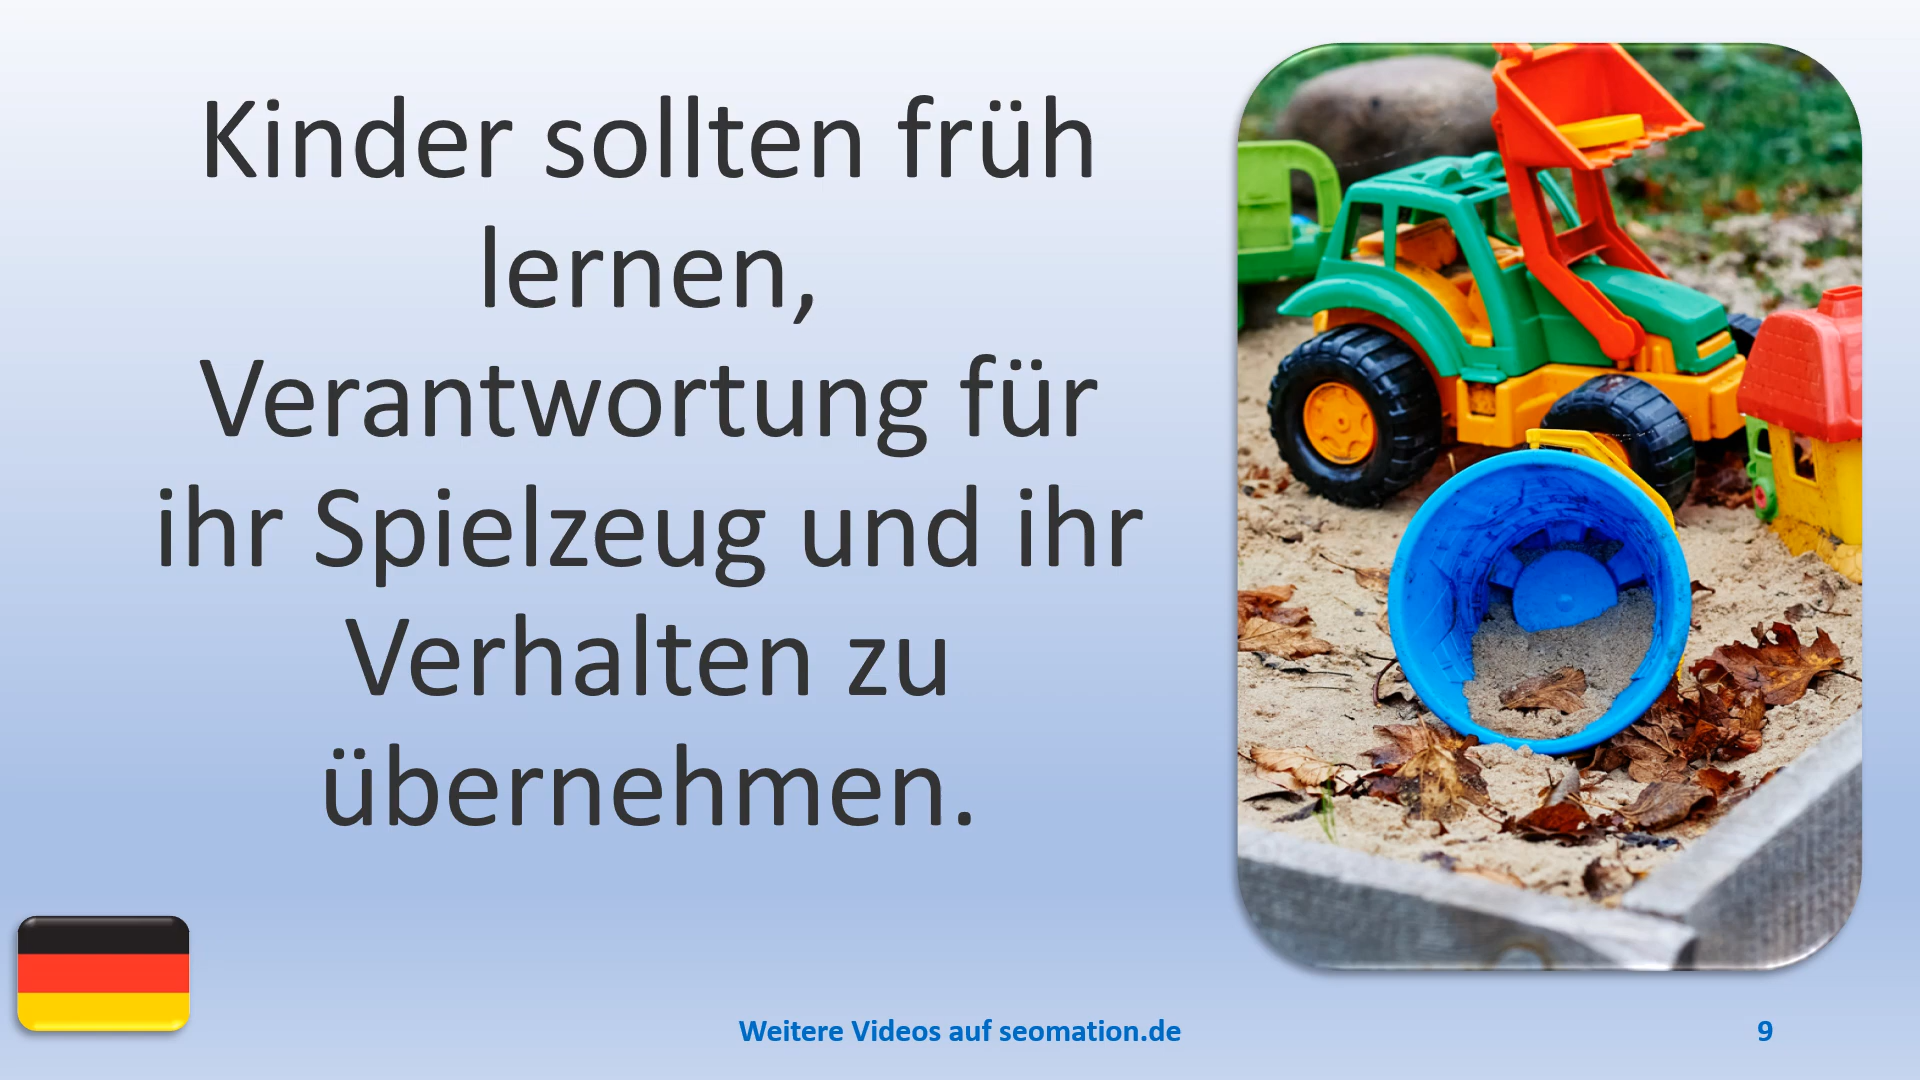 Kinder sollten früh
lernen,
Verantwortung für
ihr Spielzeug und ihr
Verhalten zu
übernehmen.
Weitere Videos auf seomation.de
9